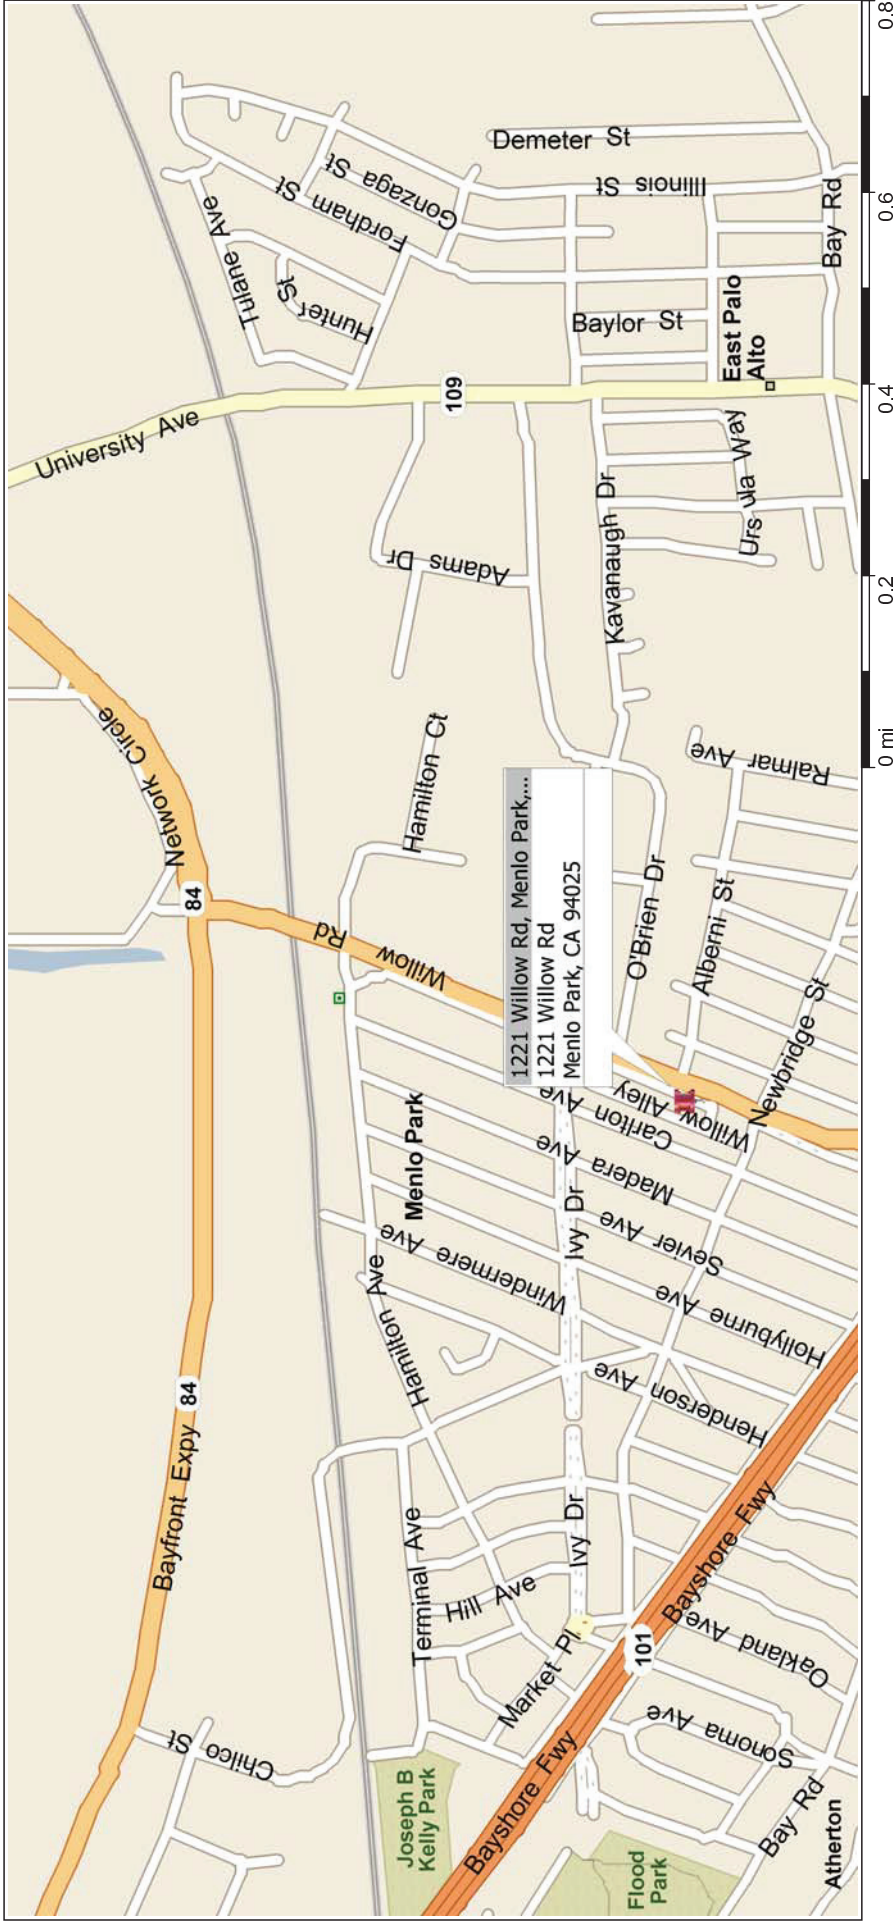 University Ave
Tulane Ave
Hunter St
Fordham St
Gonzaga St
Demeter St
Illinois St
Baylor St
East Palo
Alto
Bay Rd
109
Adams Dr
Kavanaugh Dr
Ursula Way
Network Circle
84
Hamilton Ct
Willow Rd
Ralmar Ave
O'Brien Dr
Alberni St
Newbridge St
1221 Willow Rd, Menlo Park,...
1221 Willow Rd
Menlo Park, CA 94025
Menlo Park
Willow Alley
Carlton Ave
Madera Ave
Ivy Dr
Sevier Ave
Windermere Ave
Hollyburne Ave
Henderson Ave
Hamilton Ave
84
Bayfront Expy
Chilco St
Terminal Ave
Hill Ave
Ivy Dr
Market Pl
Bayshore Fwy
101
Bayshore Fwy
Oakland Ave
Sonoma Ave
Bay Rd
Atherton
Joseph B
Kelly Park
Flood
Park
Willow
0 mi
0.2
0.4
0.6
0.8